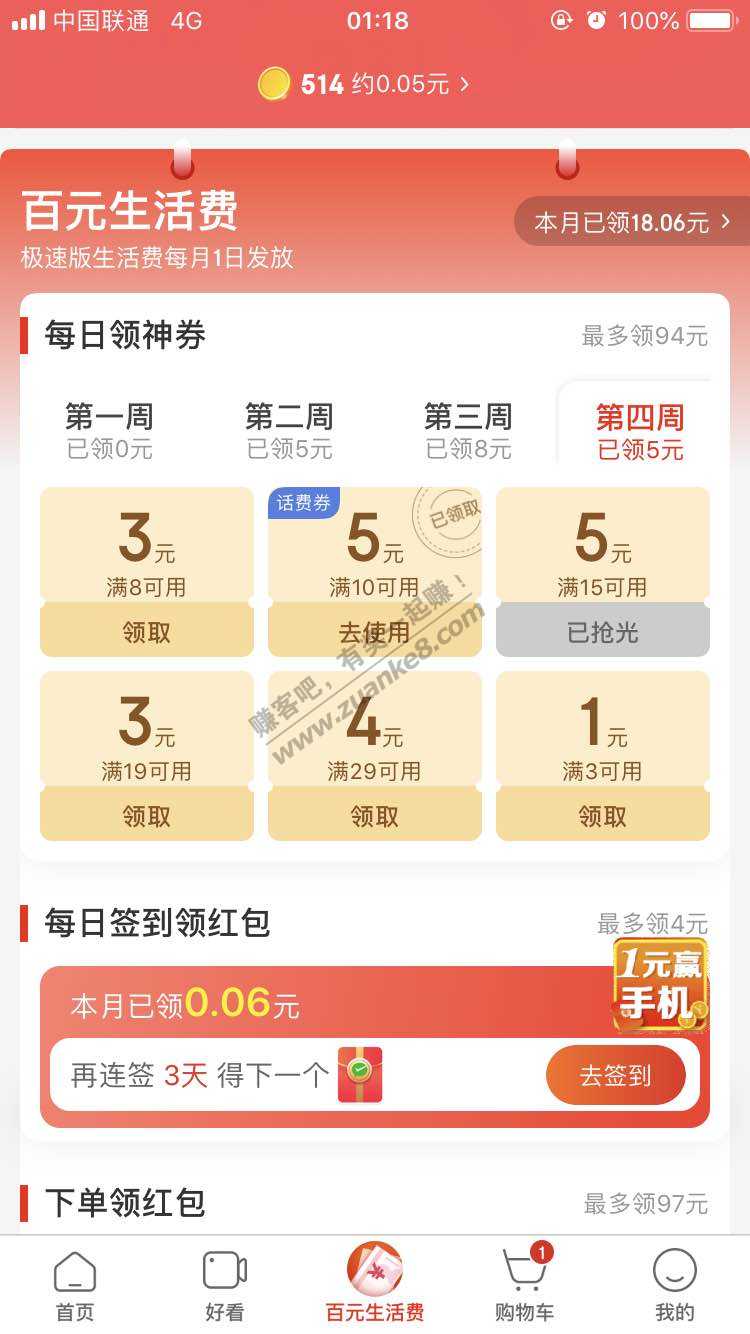 中国联通 4G 01:18 100%
514 约0.05元 >
百元生活费
本月已领18.06元 >
极速版生活费每月1日发放
每日领神券 最多领94元
第一周 第二周 第三周 第四周
已领0元 已领5元 已领8元 已领5元
话费券 已领取
3元 5元 5元
满8可用 满10可用 满15可用
领取 去使用 已抢光
赚客吧，有奖一起赚！
www.zuanke8.com
3元 4元 1元
满19可用 满29可用 满3可用
领取 领取 领取
每日签到领红包 最多领4元
1元赢
手机
本月已领0.06元
再连签 3天 得下一个 去签到
下单领红包 最多领97元
1
首页 好看 百元生活费 购物车 我的